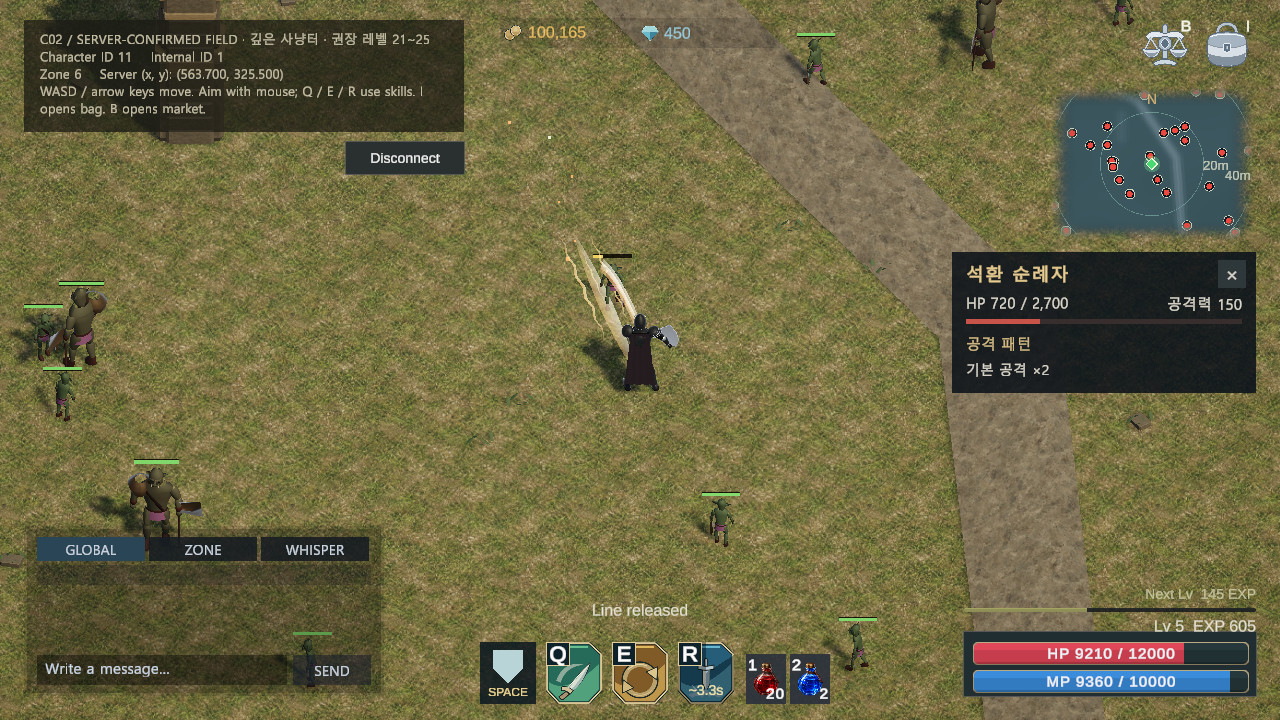 C02 / SERVER-CONFIRMED FIELD · 깊은 사냥터 · 권장 레벨 21~25
Character ID 11 Internal ID 1
Zone 6 Server (x, y): (563.700, 325.500)
WASD / arrow keys move. Aim with mouse; Q / E / R use skills. I
opens bag. B opens market.
Disconnect
100,165
450
B
I
N
20m
40m
석환 순례자
×
HP 720 / 2,700
공격력 150
공격 패턴
기본 공격 ×2
GLOBAL
ZONE
WHISPER
Write a message...
SEND
Line released
SPACE
Q
E
R
~3.3s
1
20
2
2
Next Lv 145 EXP
Lv 5 EXP 605
HP 9210 / 12000
MP 9360 / 10000